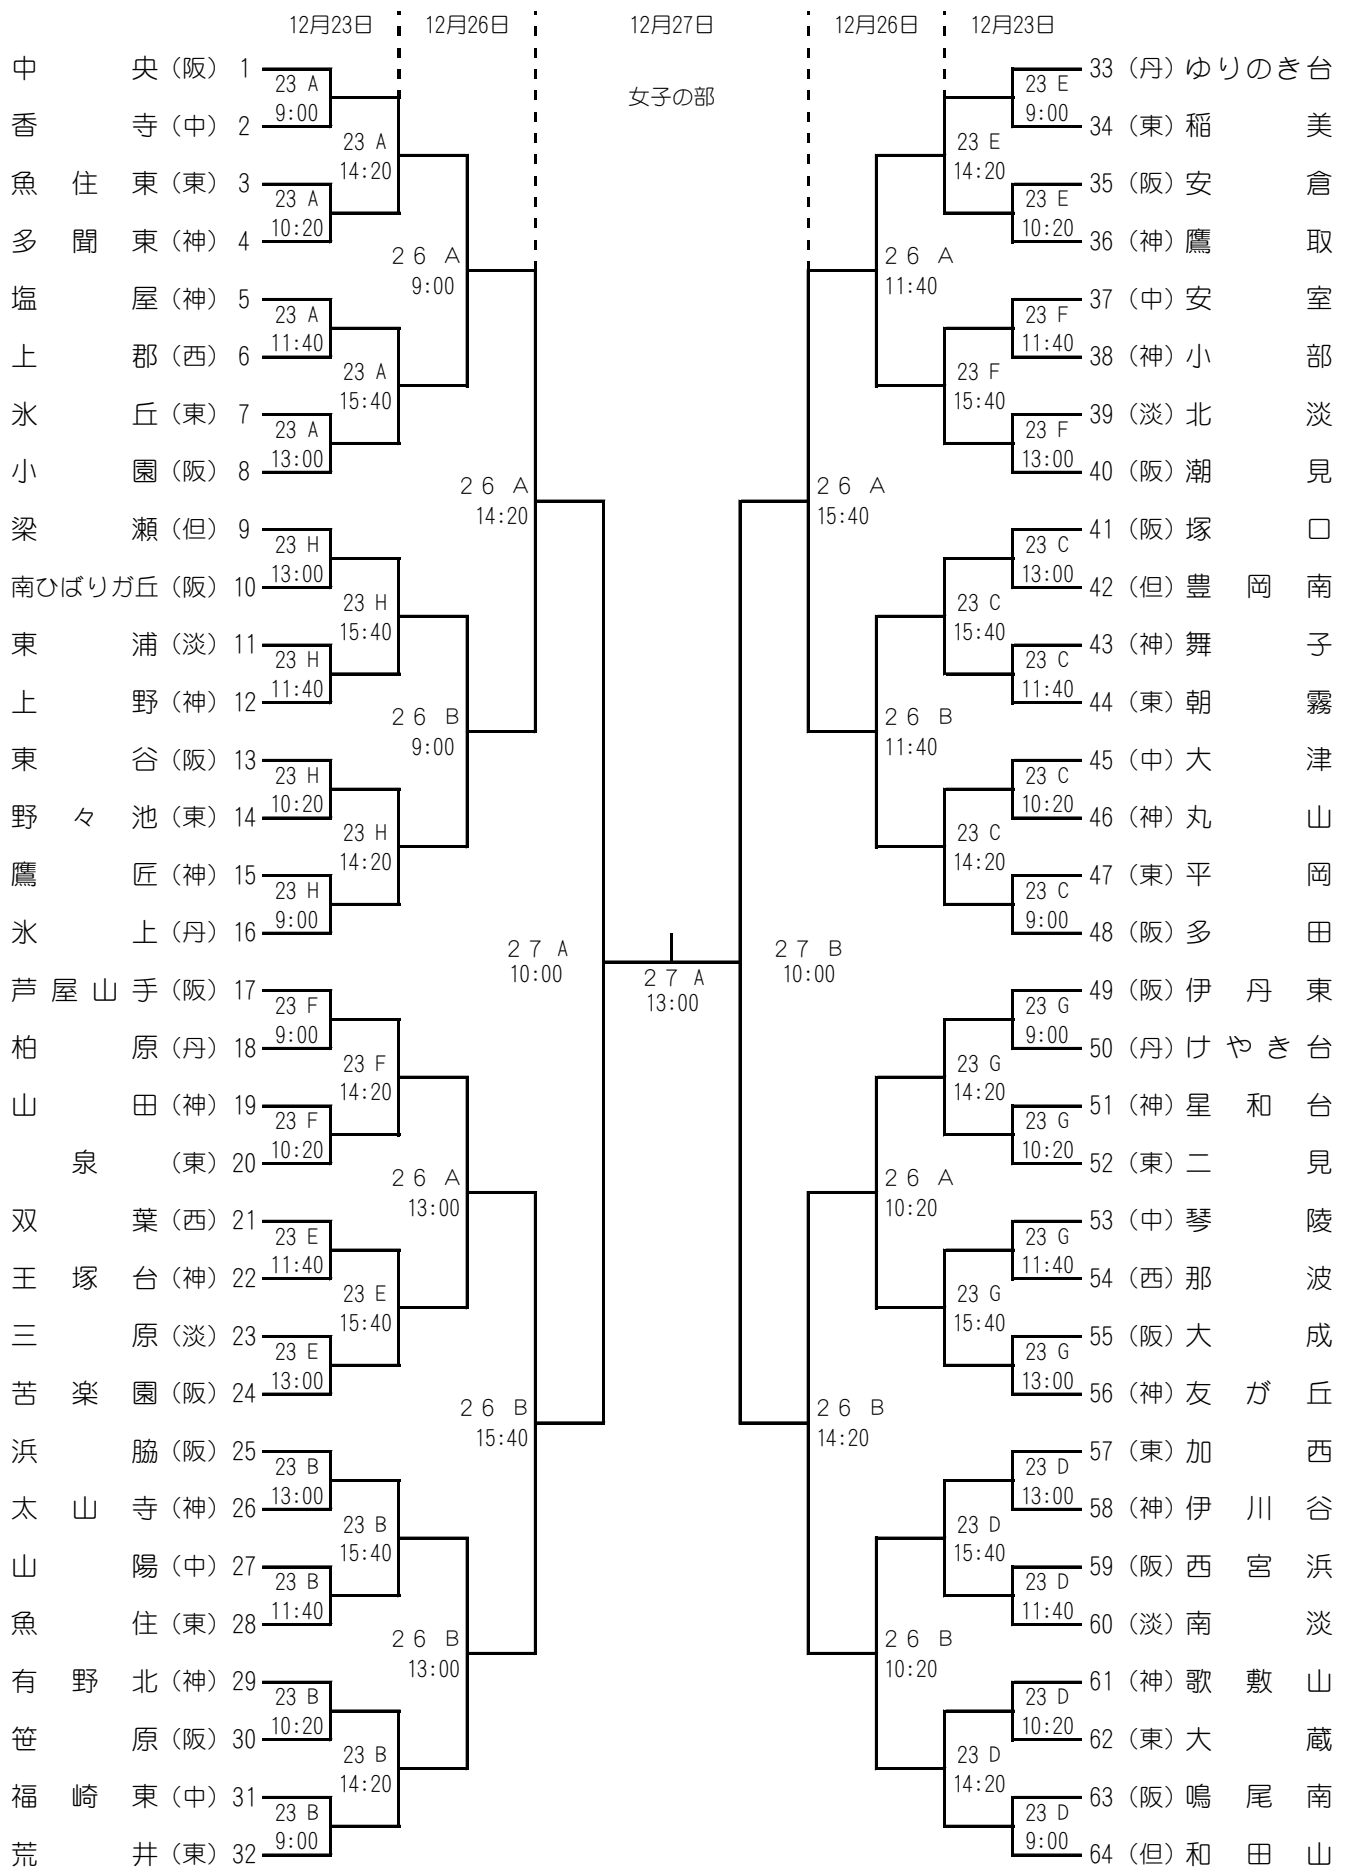 12月23日 12月26日 12月27日 12月26日 12月23日
女子の部
中央（阪） 1
23 A
9:00
香寺（中） 2
23 A
14:20
魚住東（東） 3
23 A
10:20
多聞東（神） 4
26 A
9:00
塩屋（神） 5
23 A
11:40
上郡（西） 6
23 A
15:40
氷丘（東） 7
23 A
13:00
小園（阪） 8
26 A
14:20
梁瀬（但） 9
23 H
13:00
南ひばりガ丘（阪） 10
23 H
15:40
東浦（淡） 11
23 H
11:40
上野（神） 12
26 B
9:00
東谷（阪） 13
23 H
10:20
野々池（東） 14
23 H
14:20
鷹匠（神） 15
23 H
9:00
氷上（丹） 16
27 A
10:00
芦屋山手（阪） 17
23 F
9:00
柏原（丹） 18
23 F
14:20
山田（神） 19
23 F
10:20
泉（東） 20
26 A
13:00
双葉（西） 21
23 E
11:40
王塚台（神） 22
23 E
15:40
三原（淡） 23
23 E
13:00
苦楽園（阪） 24
26 B
15:40
浜脇（阪） 25
23 B
13:00
太山寺（神） 26
23 B
15:40
山陽（中） 27
23 B
11:40
魚住（東） 28
26 B
13:00
有野北（神） 29
23 B
10:20
笹原（阪） 30
23 B
14:20
福崎東（中） 31
23 B
9:00
荒井（東） 32
27 A
13:00
33（丹）ゆりのき台
23 E
9:00
34（東）稲美
23 E
14:20
35（阪）安倉
23 E
10:20
36（神）鷹取
26 A
11:40
37（中）安室
23 F
11:40
38（神）小部
23 F
15:40
39（淡）北淡
23 F
13:00
40（阪）潮見
26 A
15:40
41（阪）塚口
23 C
13:00
42（但）豊岡南
23 C
15:40
43（神）舞子
23 C
11:40
44（東）朝霧
26 B
11:40
45（中）大津
23 C
10:20
46（神）丸山
23 C
14:20
47（東）平岡
23 C
9:00
48（阪）多田
27 B
10:00
49（阪）伊丹東
23 G
9:00
50（丹）けやき台
23 G
14:20
51（神）星和台
23 G
10:20
52（東）二見
26 A
10:20
53（中）琴陵
23 G
11:40
54（西）那波
23 G
15:40
55（阪）大成
23 G
13:00
56（神）友が丘
26 B
14:20
57（東）加西
23 D
13:00
58（神）伊川谷
23 D
15:40
59（阪）西宮浜
23 D
11:40
60（淡）南淡
26 B
10:20
61（神）歌敷山
23 D
10:20
62（東）大蔵
23 D
14:20
63（阪）鳴尾南
23 D
9:00
64（但）和田山